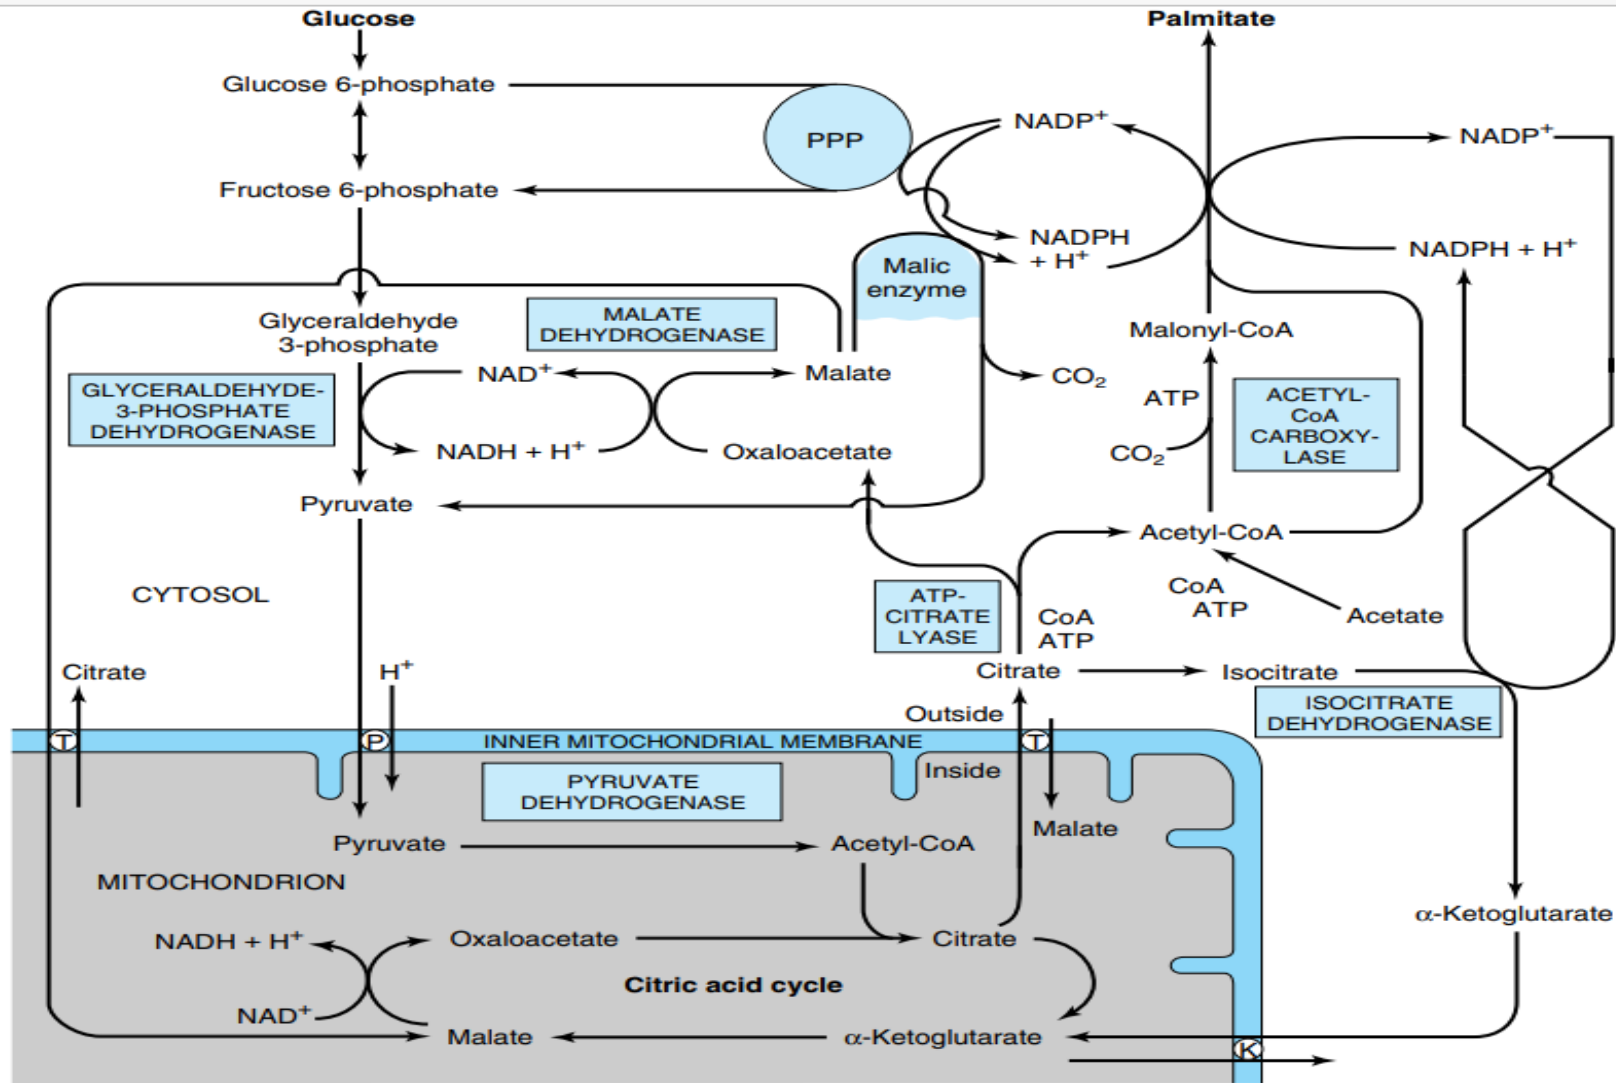 Glucose
Palmitate
Glucose 6-phosphate
PPP
NADP+
NADP+
Fructose 6-phosphate
NADPH
+ H+
NADPH + H+
Malic
enzyme
Glyceraldehyde
3-phosphate
MALATE
DEHYDROGENASE
Malonyl-CoA
GLYCERALDEHYDE-
3-PHOSPHATE
DEHYDROGENASE
NAD+
Malate
CO2
ATP
ACETYL-
CoA
CARBOXY-
LASE
NADH + H+
Oxaloacetate
CO2
Pyruvate
Acetyl-CoA
CYTOSOL
ATP-
CITRATE
LYASE
CoA
ATP
CoA
ATP
Acetate
Citrate
H+
Citrate
Isocitrate
ISOCITRATE
DEHYDROGENASE
Outside
T
P
INNER MITOCHONDRIAL MEMBRANE
T
Inside
PYRUVATE
DEHYDROGENASE
Malate
Pyruvate
Acetyl-CoA
MITOCHONDRION
α-Ketoglutarate
NADH + H+
Oxaloacetate
Citrate
Citric acid cycle
NAD+
Malate
α-Ketoglutarate
K